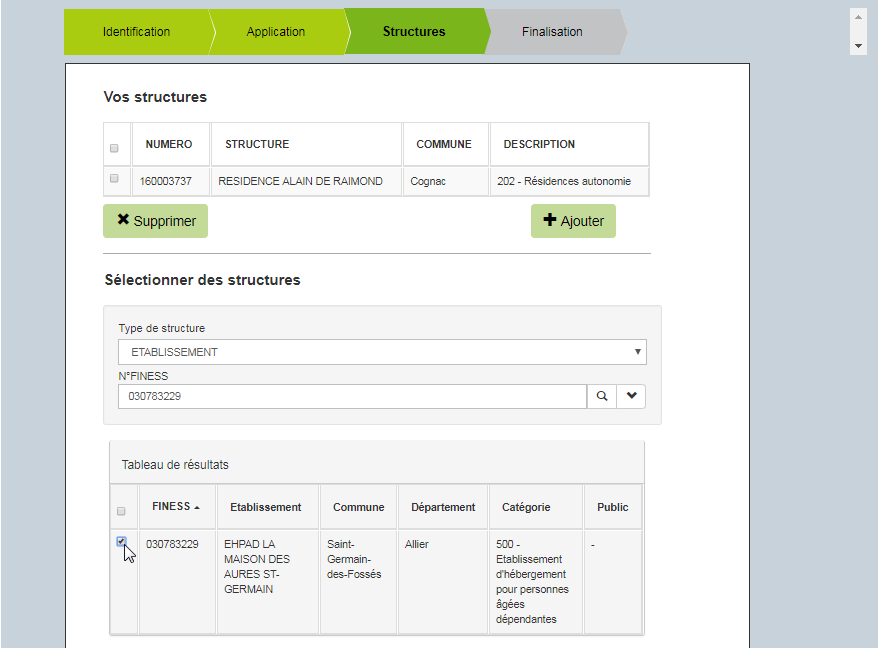 Identification Application Structures Finalisation
Vos structures
NUMERO STRUCTURE COMMUNE DESCRIPTION
160003737 RESIDENCE ALAIN DE RAIMOND Cognac 202 - Résidences autonomie
Supprimer Ajouter
Sélectionner des structures
Type de structure
ETABLISSEMENT
N°FINESS
030783229
Tableau de résultats
FINESS Etablissement Commune Département Catégorie Public
030783229 EHPAD LA Saint- Allier 500 - -
MAISON DES Germain- Etablissement
AURES ST- des-Fossés d'hébergement
GERMAIN pour personnes
âgées
dépendantes